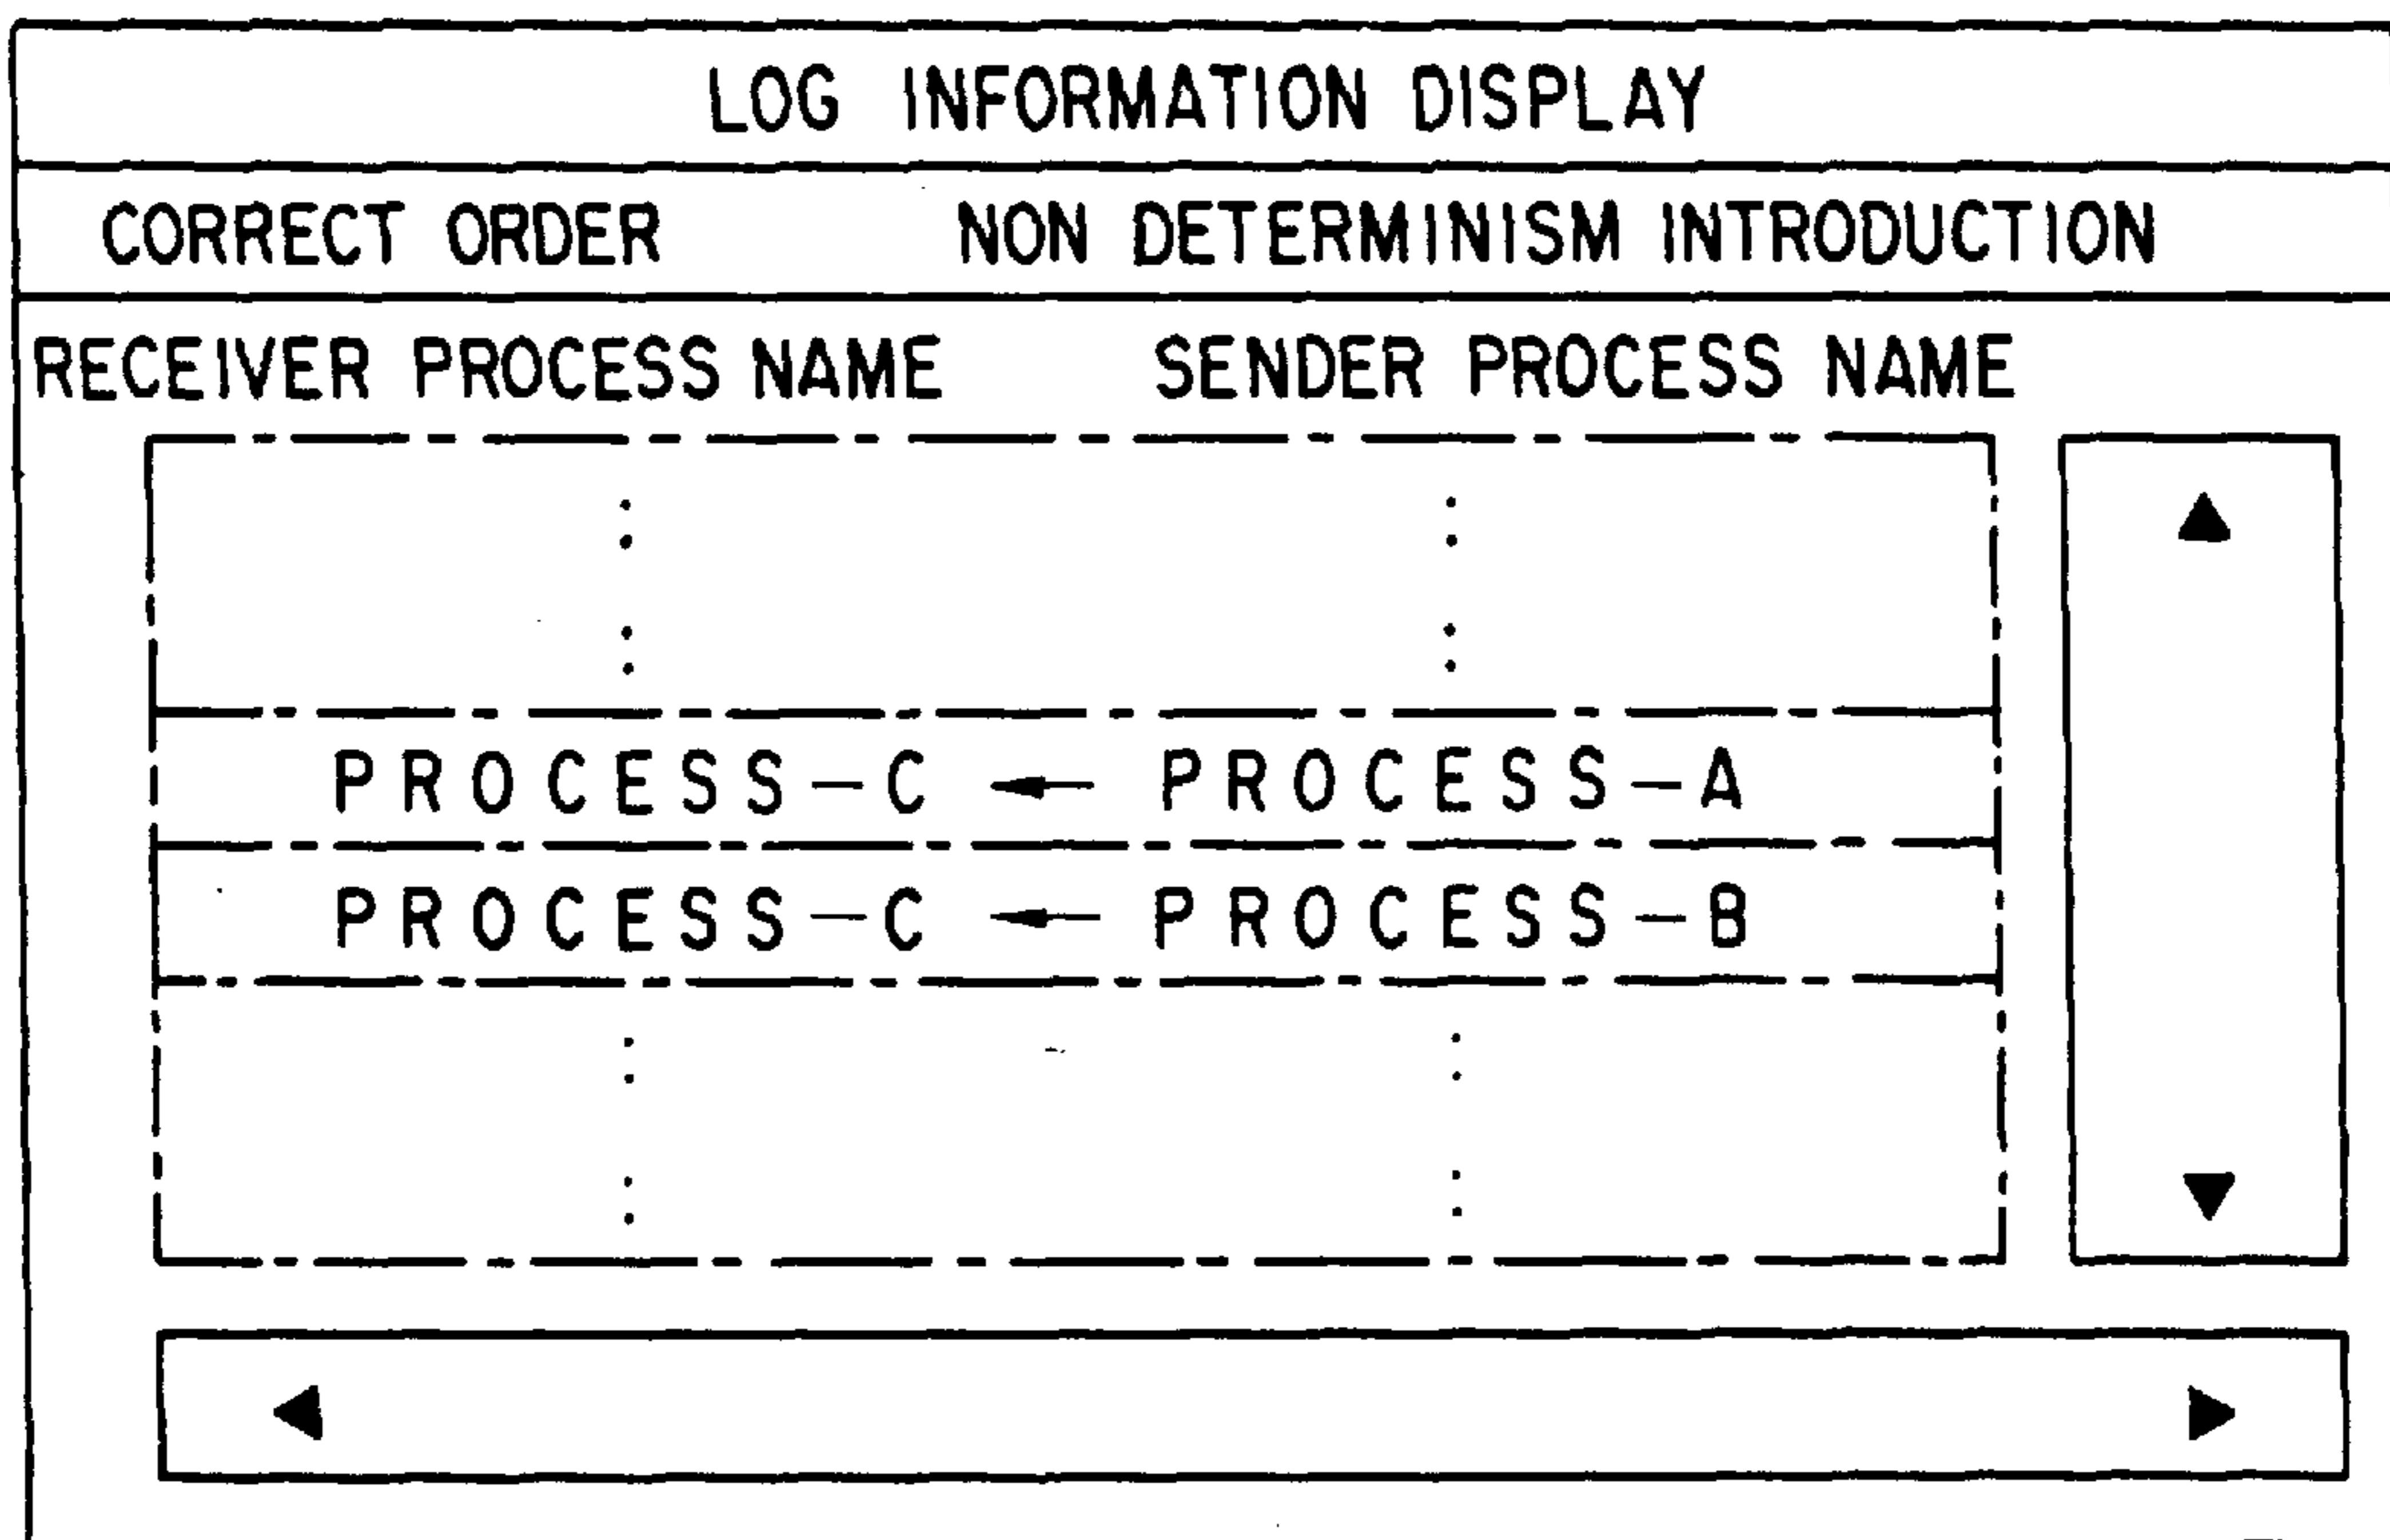 LOG INFORMATION DISPLAY
CORRECT ORDER NON DETERMINISM INTRODUCTION
RECEIVER PROCESS NAME SENDER PROCESS NAME
PROCESS-C ← PROCESS-A
PROCESS-C ← PROCESS-B